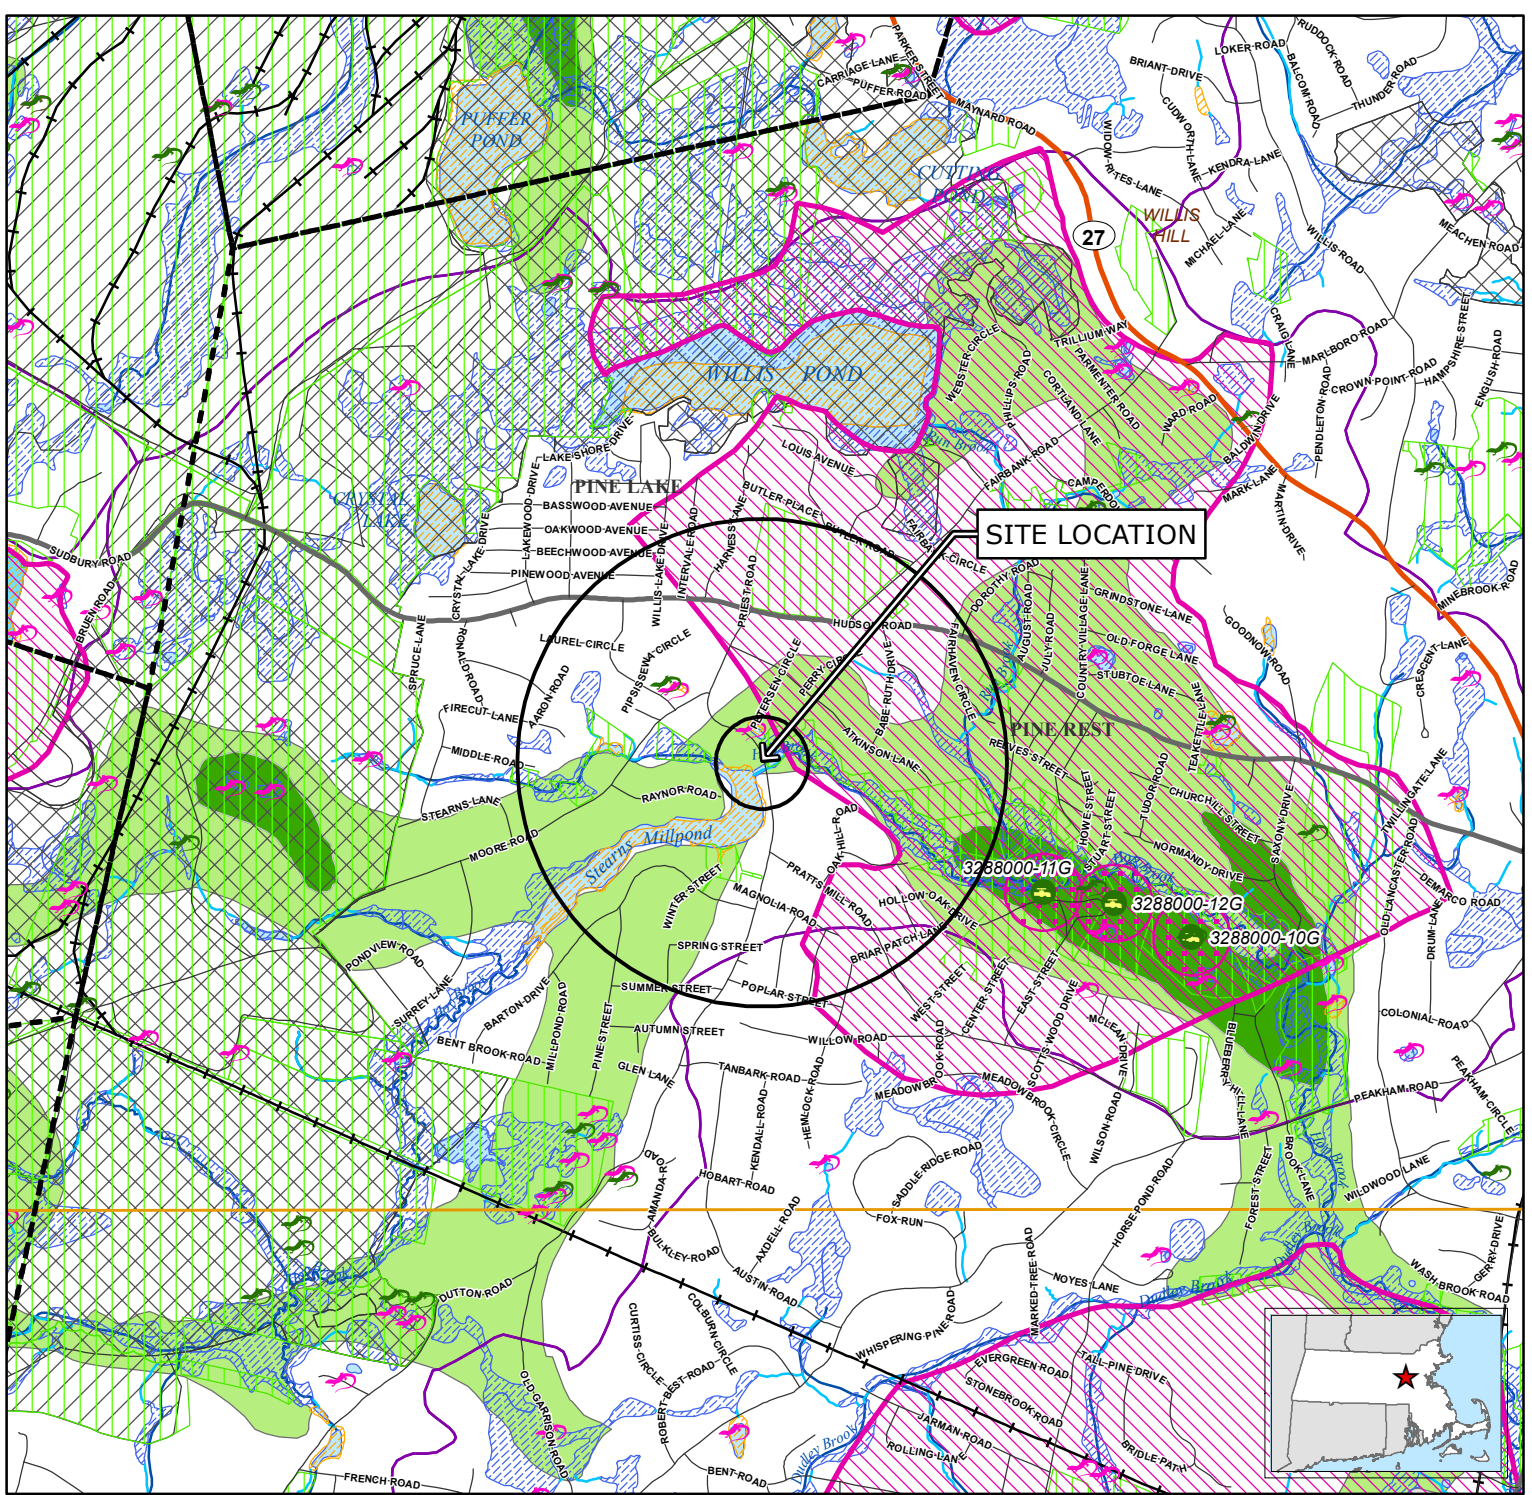 PARKER STREET
CARRIAGE LANE
PUFFER ROAD
MAYNARD ROAD
LOKER ROAD
RUDDOCK ROAD
BALCOM ROAD
THUNDER ROAD
BRIANT DRIVE
CUDWORTH LANE
KENDRA LANE
WIDOW RITES LANE
PUFFER
POND
CUTTING
POND
WILLIS
HILL
27
MICHAEL LANE
WILLIS ROAD
MEACHEN ROAD
CRAIG LANE
MARLBORO ROAD
HAMPSHIRE STREET
ENGLISH ROAD
CROWN POINT ROAD
PENDLETON ROAD
TRILLIUM WAY
WEBSTER CIRCLE
PHILLIPS ROAD
PARMENTER ROAD
CORTLAND LANE
WARD ROAD
BALDWIN DRIVE
MARK LANE
MARTIN DRIVE
WILLIS POND
Run Brook
FAIRBANK ROAD
LAKE SHORE DRIVE
LOUIS AVENUE
PINE LAKE
BUTLER PLACE
BUTLER ROAD
FAIRBANK CIRCLE
CRYSTAL
LAKE
LAKEWOOD DRIVE
BASSWOOD AVENUE
OAKWOOD AVENUE
BEECHWOOD AVENUE
PINEWOOD AVENUE
CRYSTAL LAKE DRIVE
WILLIS LAKE DRIVE
INTERVALE ROAD
HARNESS LANE
PRIEST ROAD
SITE LOCATION
SUDBURY ROAD
BRUEN ROAD
SPRUCE LANE
RONALD ROAD
LAUREL CIRCLE
PIPSISSEWA CIRCLE
HUDSON ROAD
DOROTHY ROAD
AUGUST ROAD
JULY ROAD
COUNTRY VILLAGE LANE
GRINDSTONE LANE
OLD FORGE LANE
STUBTOE LANE
TEAKETTLE LANE
GOODNOW ROAD
MINEBROOK ROAD
CRESCENT LANE
FIRECUT LANE
AARON ROAD
MIDDLE ROAD
PETERSEN CIRCLE
BABE RUTH DRIVE
FAIRHAVEN CIRCLE
Run Brook
PINE REST
ATKINSON LANE
REEVES STREET
STEARNS LANE
MOORE ROAD
RAYNOR ROAD
Stearns Millpond
OAK HILL ROAD
PRATTS MILL ROAD
HOWE STREET
STUART STREET
TUDOR ROAD
CHURCHILL STREET
NORMANDY DRIVE
SAXONY DRIVE
TWILLINGATE LANE
OLD LANCASTER ROAD
DEMARCO ROAD
DRUM LANE
3288000-11G
3288000-12G
3288000-10G
WINTER STREET
MAGNOLIA ROAD
HOLLOW OAK DRIVE
BRIAR PATCH LANE
SPRING STREET
SUMMER STREET
POPLAR STREET
AUTUMN STREET
WILLOW ROAD
PONDVIEW ROAD
SURREY LANE
BARTON DRIVE
BENT BROOK ROAD
MILLPOND ROAD
PINE STREET
GLEN LANE
TANBARK ROAD
KENDALL ROAD
HEMLOCK ROAD
WEST STREET
CENTER STREET
EAST STREET
SCOTTS WOOD DRIVE
MCLEAN DRIVE
MEADOWBROOK ROAD
MEADOWBROOK CIRCLE
WILSON ROAD
BLUEBERRY HILL LANE
COLONIAL ROAD
PEAKHAM ROAD
PEAKHAM CIRCLE
AMANDA ROAD
HOBART ROAD
BULKLEY ROAD
AXDELL ROAD
SADDLE RIDGE ROAD
FOX RUN
HORSE POND ROAD
FOREST STREET
BROOK LANE
WILDWOOD LANE
DUTTON ROAD
AUSTIN ROAD
COLBURN CIRCLE
CURTISS CIRCLE
ROBERT BEST ROAD
WHISPERING PINE ROAD
MARKED TREE ROAD
NOYES LANE
Dudley Brook
Dudley Brook
WASH BROOK ROAD
GERRY DRIVE
EVERGREEN ROAD
TALL PINE DRIVE
STONEBROOK ROAD
JARMAN ROAD
ROLLING LANE
BRIDLE PATH
OLD GARRISON ROAD
BENT ROAD
FRENCH ROAD
Dudley Brook